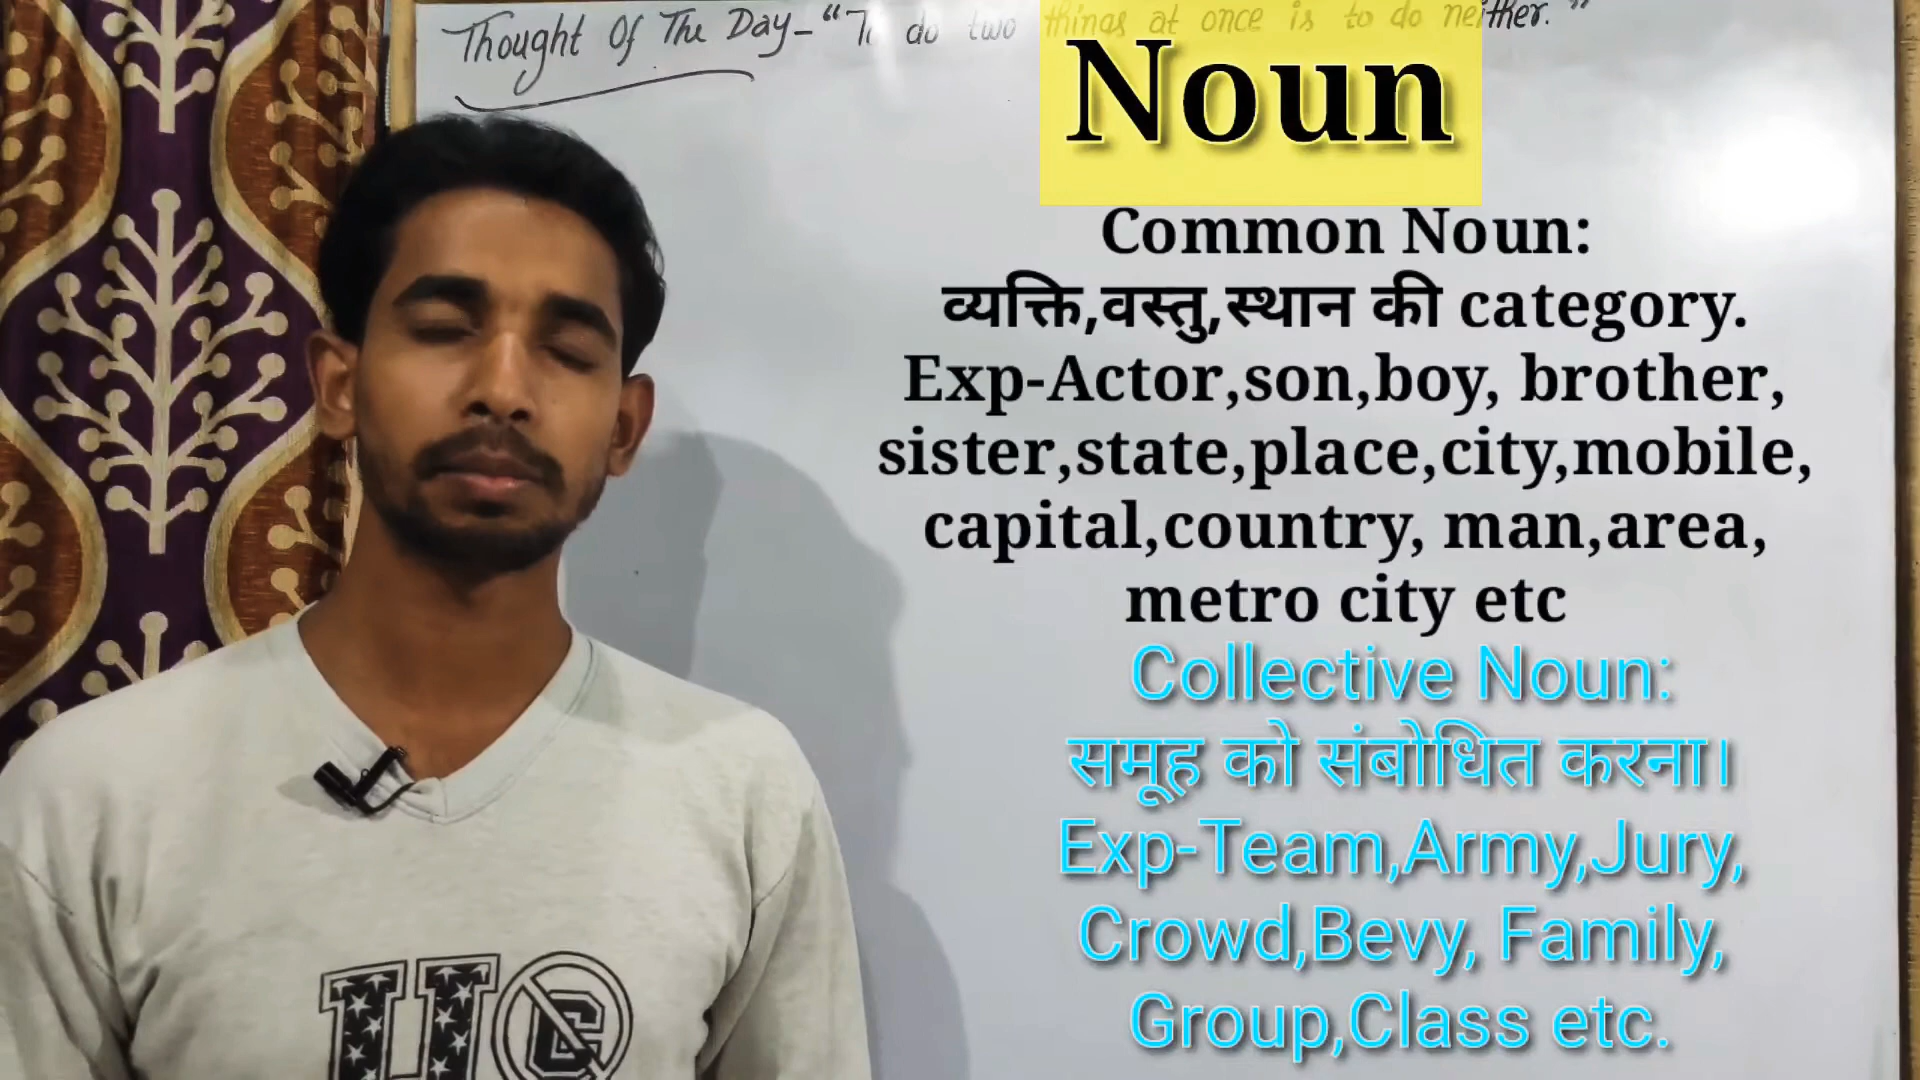 Thought Of The Day - "To do two things at once is to do neither."
Noun
Common Noun:
व्यक्ति,वस्तु,स्थान की category.
Exp-Actor,son,boy, brother,
sister,state,place,city,mobile,
capital,country, man,area,
metro city etc
Collective Noun:
समूह को संबोधित करना।
Exp-Team,Army,Jury,
Crowd,Bevy, Family,
Group,Class etc.